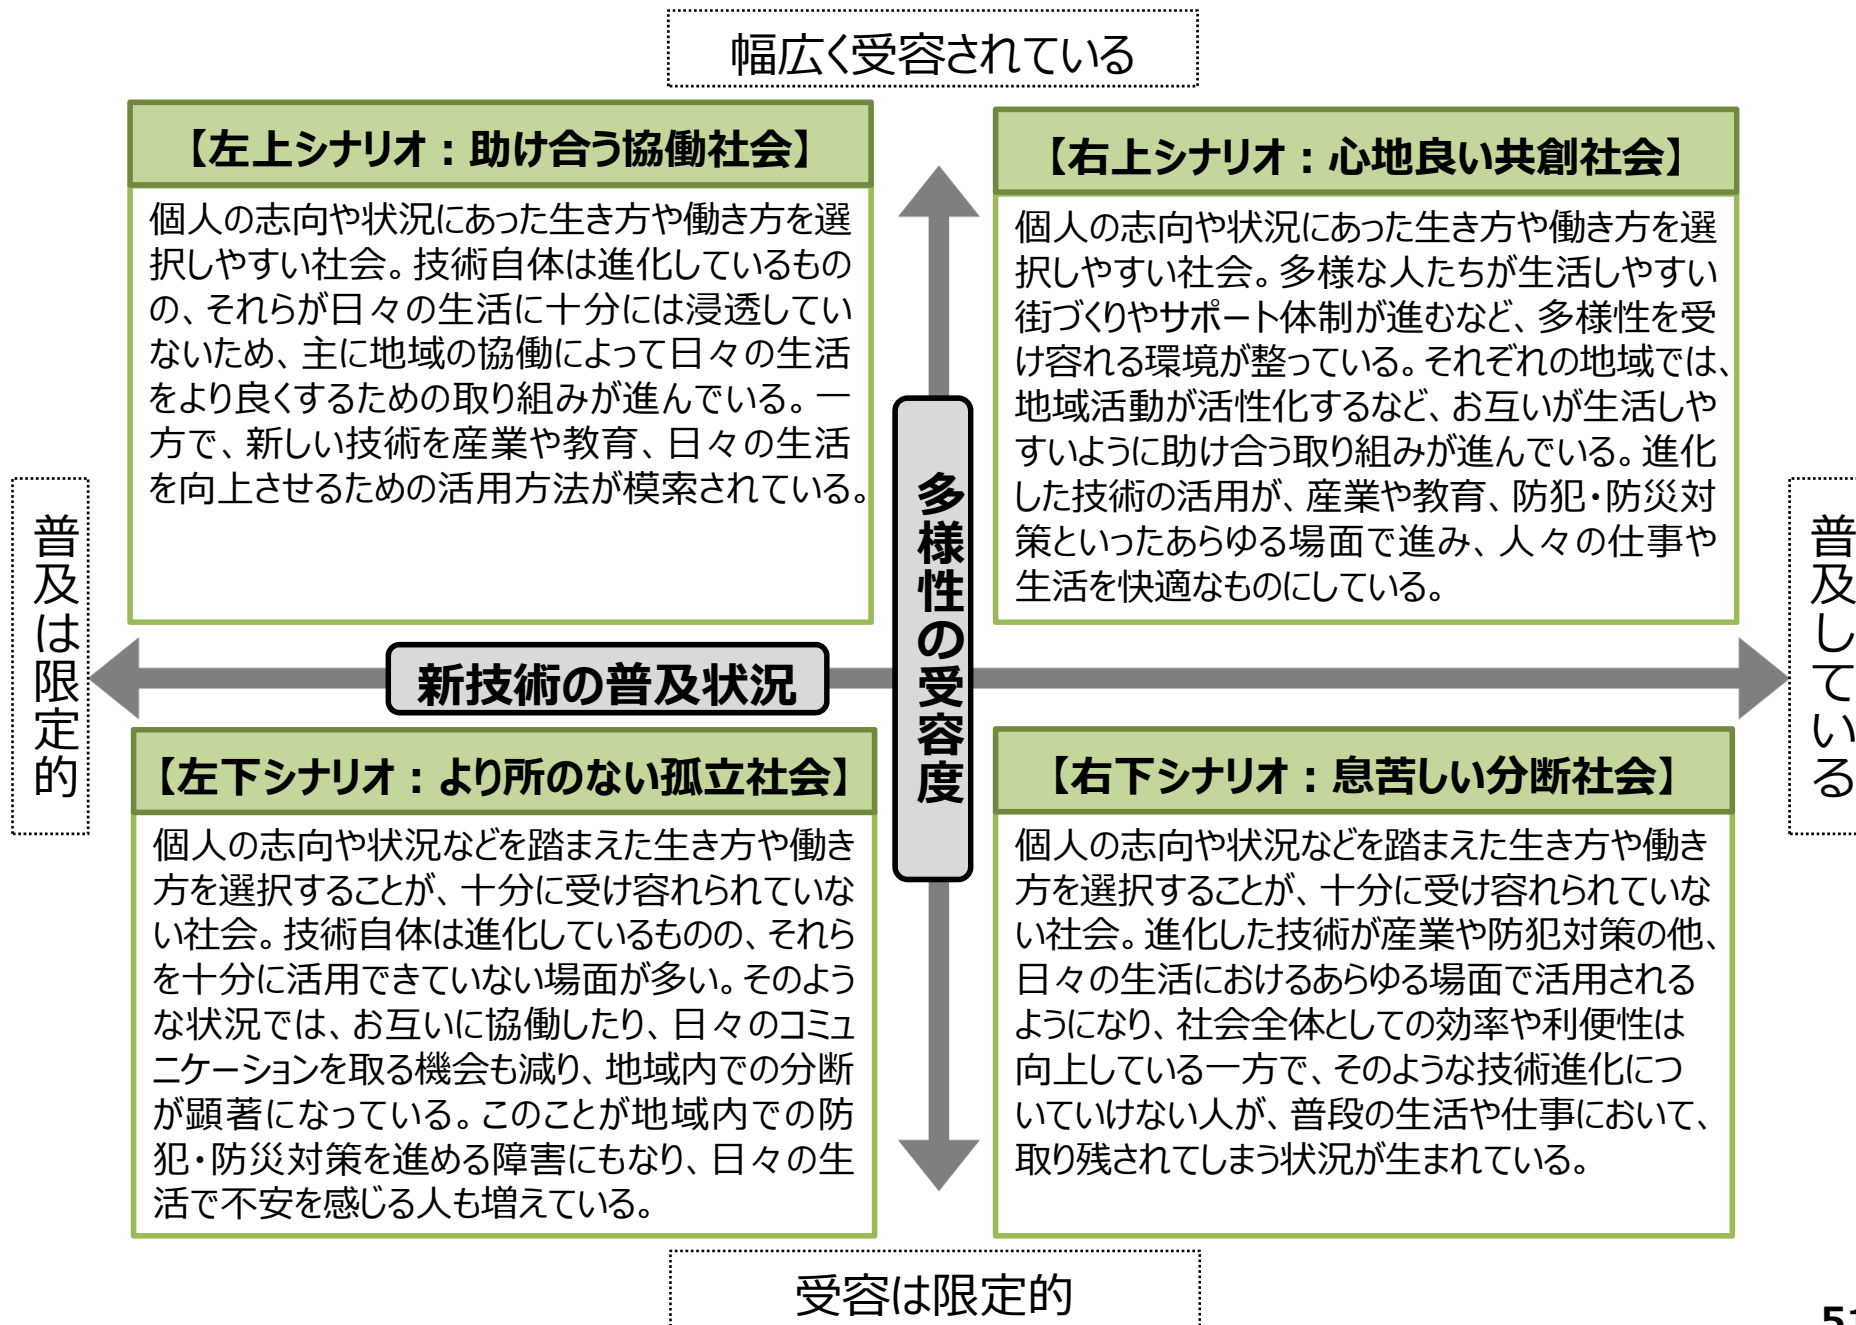 幅広く受容されている
【左上シナリオ：助け合う協働社会】
個人の志向や状況にあった生き方や働き方を選
択しやすい社会。技術自体は進化しているもの
の、それらが日々の生活に十分には浸透してい
ないため、主に地域の協働によって日々の生活
をより良くするための取り組みが進んでいる。一
方で、新しい技術を産業や教育、日々の生活
を向上させるための活用方法が模索されている。
【右上シナリオ：心地良い共創社会】
個人の志向や状況にあった生き方や働き方を選
択しやすい社会。多様な人たちが生活しやすい
街づくりやサポート体制が進むなど、多様性を受
け容れる環境が整っている。それぞれの地域では、
地域活動が活性化するなど、お互いが生活しや
すいように助け合う取り組みが進んでいる。進化
した技術の活用が、産業や教育、防犯・防災対
策といったあらゆる場面で進み、人々の仕事や
生活を快適なものにしている。
普及は限定的
新技術の普及状況
多様性の受容度
普及している
【左下シナリオ：より所のない孤立社会】
個人の志向や状況などを踏まえた生き方や働き
方を選択することが、十分に受け容れられていな
い社会。技術自体は進化しているものの、それら
を十分に活用できていない場面が多い。そのよう
な状況では、お互いに協働したり、日々のコミュ
ニケーションを取る機会も減り、地域内での分断
が顕著になっている。このことが地域内での防
犯・防災対策を進める障害にもなり、日々の生
活で不安を感じる人も増えている。
【右下シナリオ：息苦しい分断社会】
個人の志向や状況などを踏まえた生き方や働き
方を選択することが、十分に受け容れられていな
い社会。進化した技術が産業や防犯対策の他、
日々の生活におけるあらゆる場面で活用される
ようになり、社会全体としての効率や利便性は
向上している一方で、そのような技術進化につ
いていけない人が、普段の生活や仕事において、
取り残されてしまう状況が生まれている。
受容は限定的
51